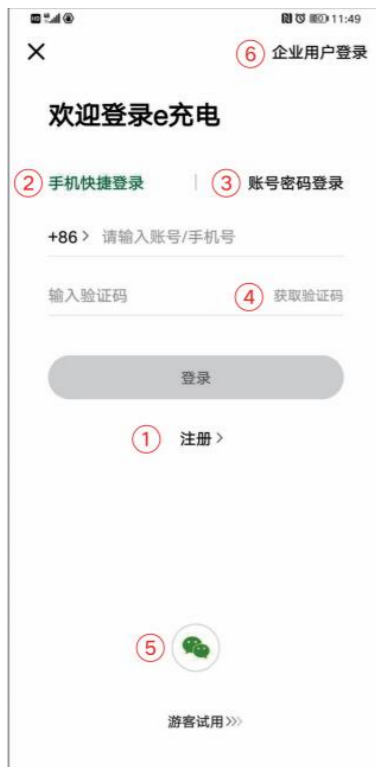 11:49
⑥ 企业用户登录
欢迎登录e充电
② 手机快捷登录 | ③ 账号密码登录
+86 > 请输入账号/手机号
输入验证码 ④ 获取验证码
登录
① 注册 >
⑤
游客试用 >>>